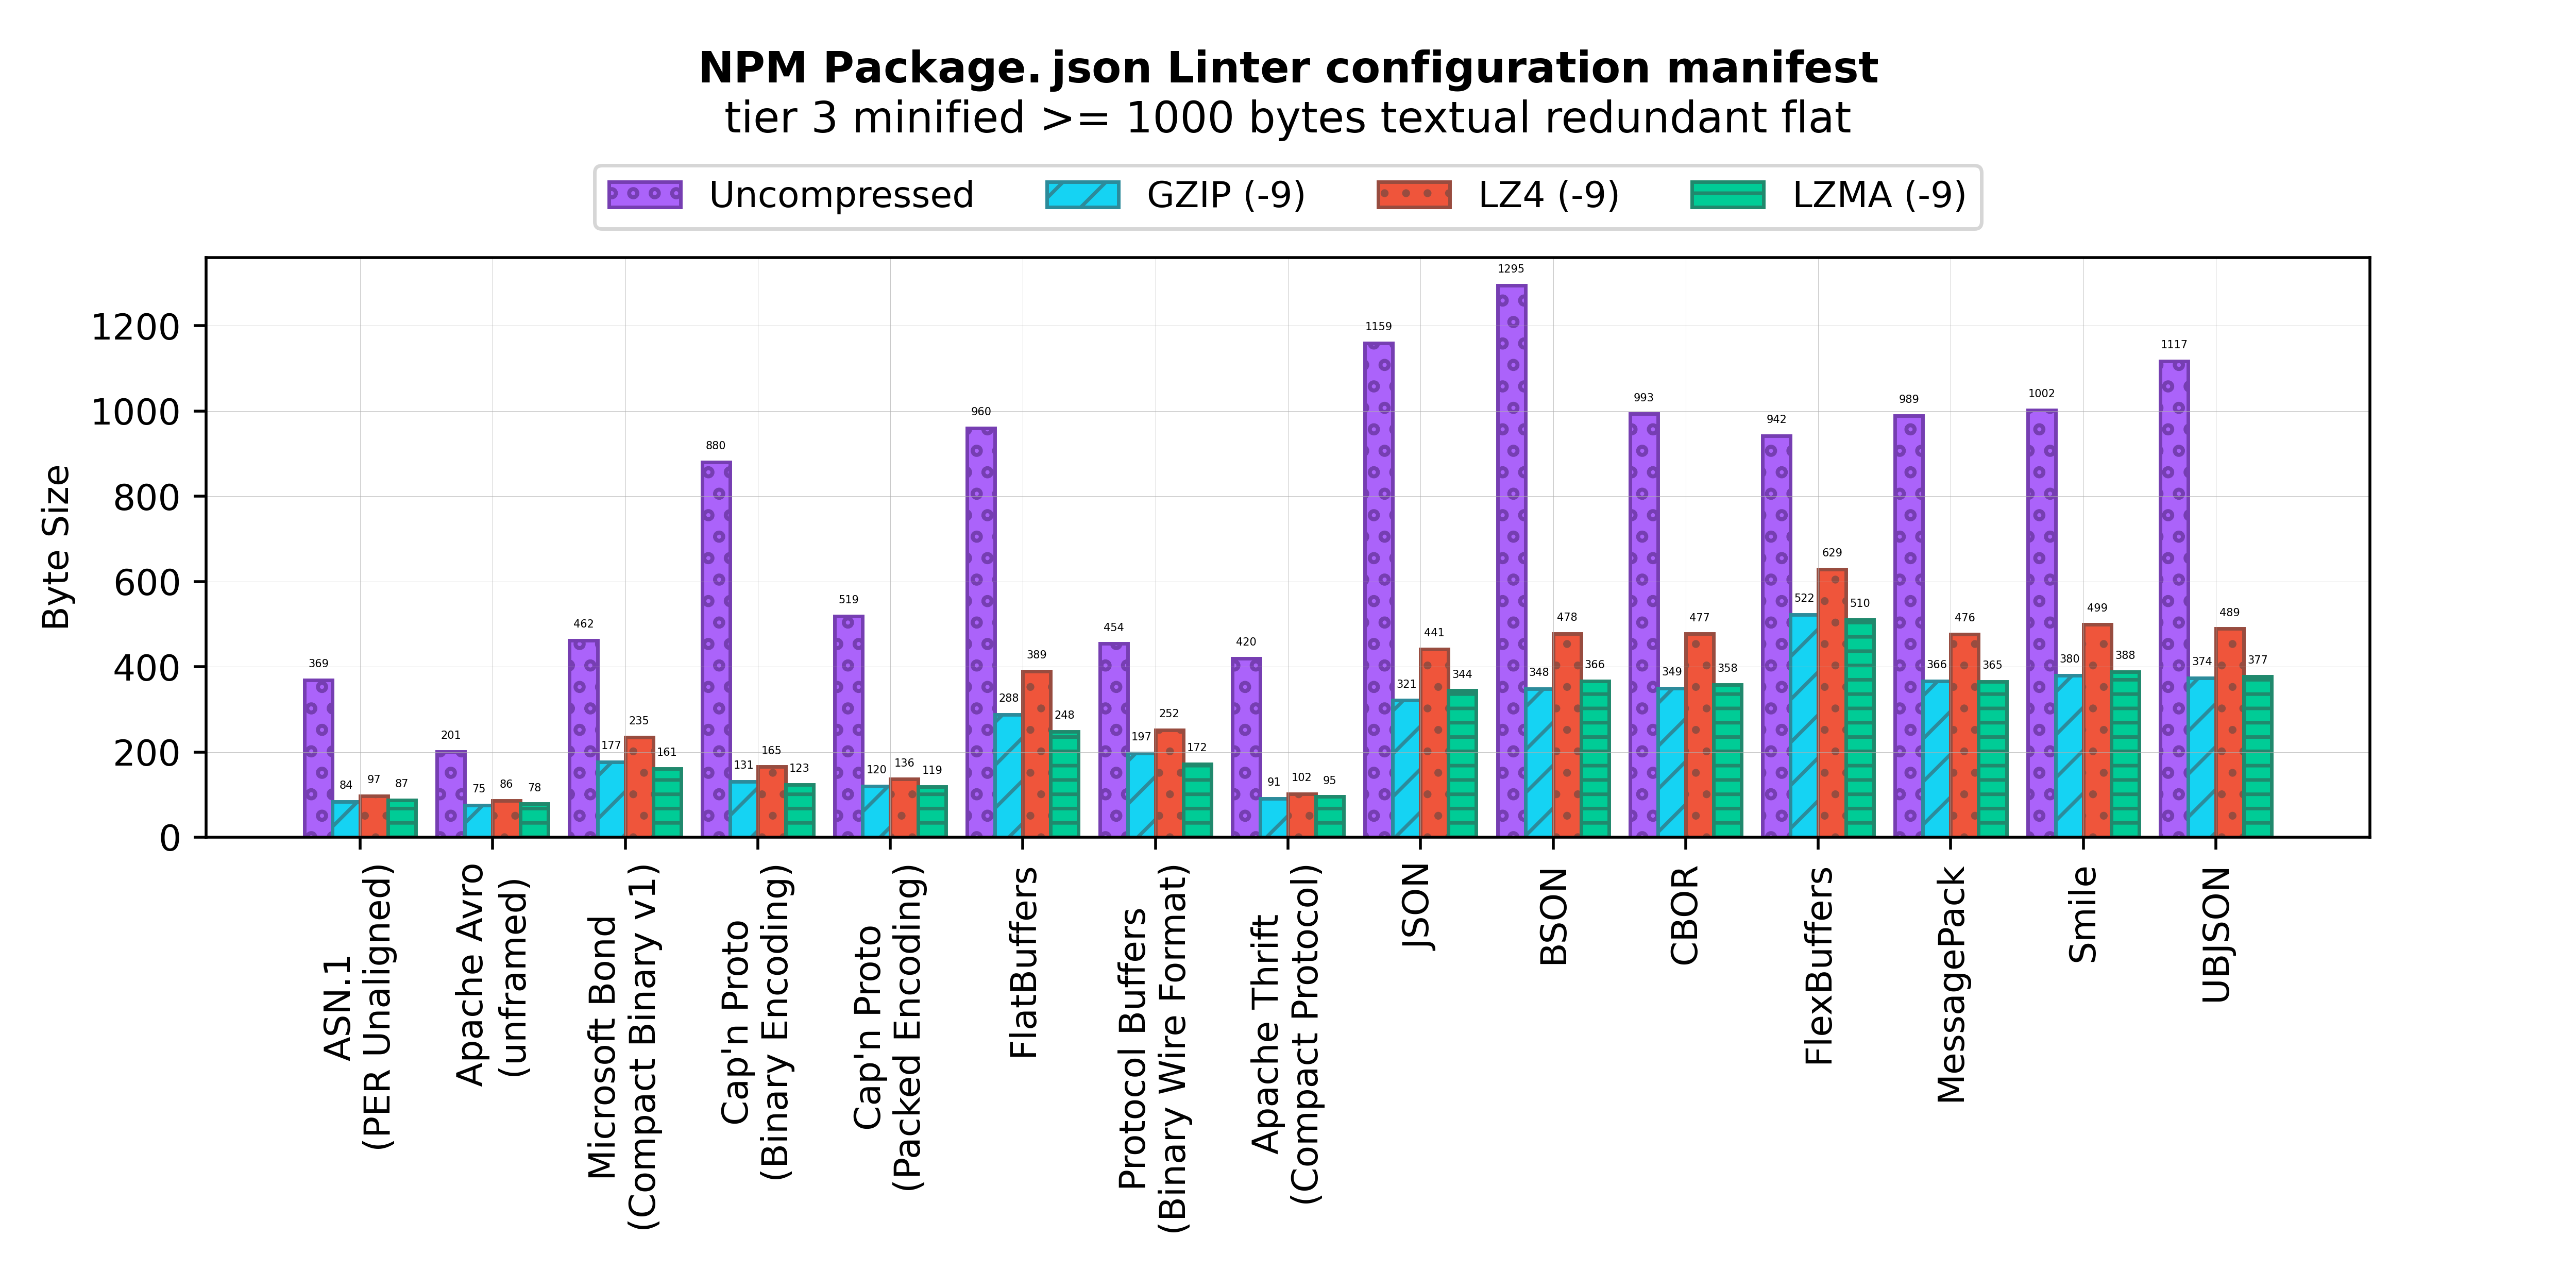 NPM Package.json Linter configuration manifest
tier 3 minified >= 1000 bytes textual redundant flat
Uncompressed
GZIP (-9)
LZ4 (-9)
LZMA (-9)
Byte Size
1200
1000
800
600
400
200
0
369
84
97
87
201
75
86
78
462
177
235
161
880
131
165
123
519
120
136
119
960
288
389
248
454
197
252
172
420
91
102
95
1159
321
441
344
1295
348
478
366
993
349
477
358
942
522
629
510
989
366
476
365
1002
380
499
388
1117
374
489
377
ASN.1
(PER Unaligned)
Apache Avro
(unframed)
Microsoft Bond
(Compact Binary v1)
Cap'n Proto
(Binary Encoding)
Cap'n Proto
(Packed Encoding)
FlatBuffers
Protocol Buffers
(Binary Wire Format)
Apache Thrift
(Compact Protocol)
JSON
BSON
CBOR
FlexBuffers
MessagePack
Smile
UBJSON